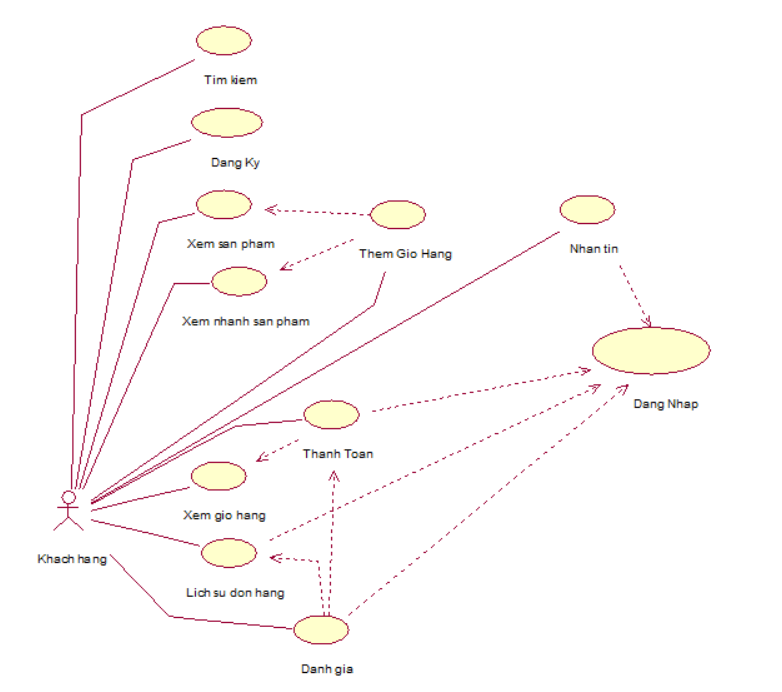 Tim kiem
Dang Ky
Xem san pham
Them Gio Hang
Nhan tin
Xem nhanh san pham
Dang Nhap
Thanh Toan
Xem gio hang
Khach hang
Lich su don hang
Danh gia